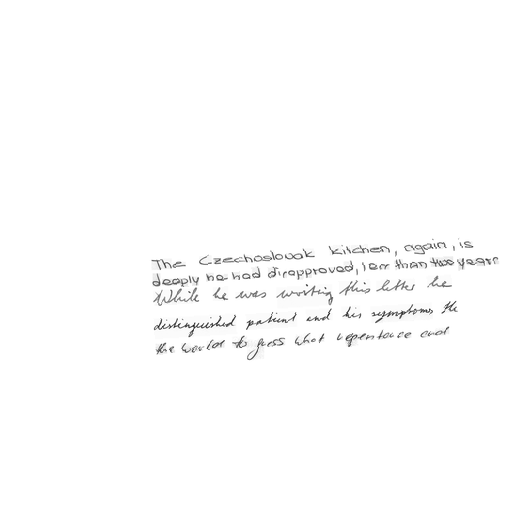 The Czechoslovak kitchen, again, is
deeply he had disapproved, less than two years
While he was writing this letter he
distinguished patient and his symptoms the
the world to guess what repentance and